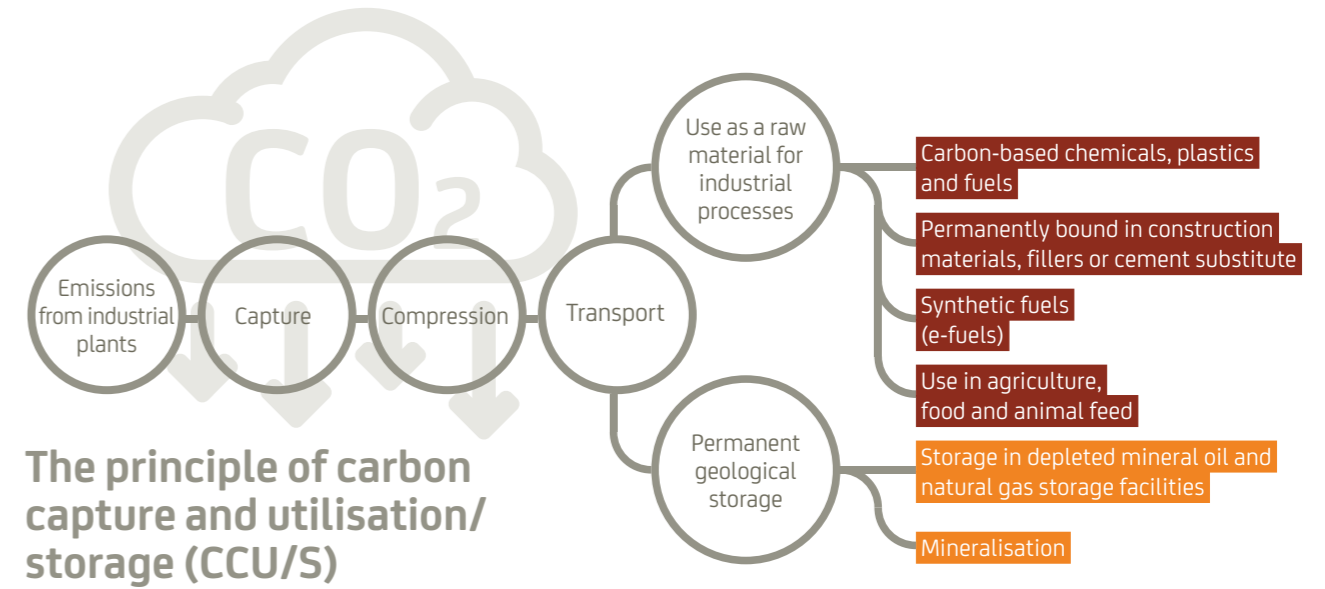 CO2
Emissions
from industrial
plants
Capture
Compression
Transport
Use as a raw
material for
industrial
processes
Carbon-based chemicals, plastics
and fuels
Permanently bound in construction
materials, fillers or cement substitute
Synthetic fuels
(e-fuels)
Use in agriculture,
food and animal feed
Permanent
geological
storage
Storage in depleted mineral oil and
natural gas storage facilities
Mineralisation
The principle of carbon
capture and utilisation/
storage (CCU/S)